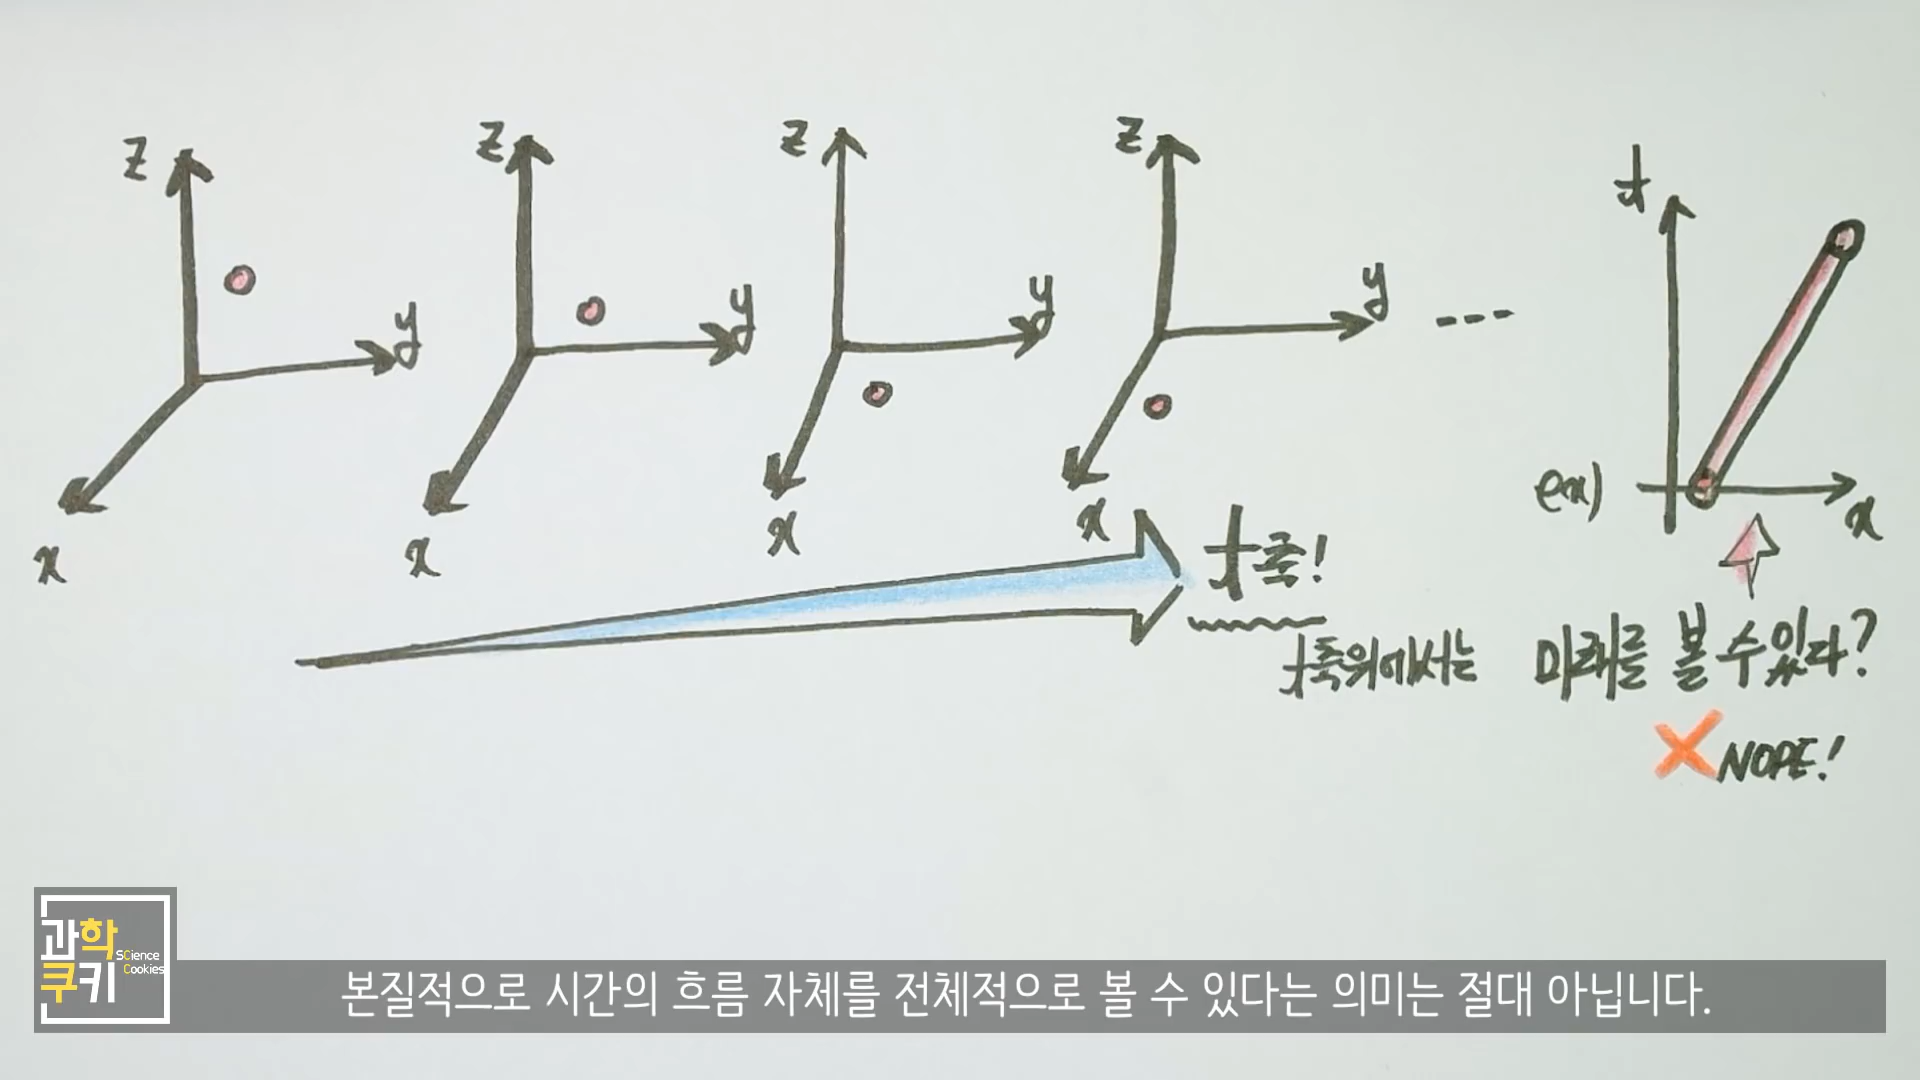 z
y
x
z
y
x
z
y
x
z
y
x
---
t축!
t
x
ex)
t축위에서는 미래를 볼 수 있다?
NOPE!
과학
쿠키
Science
Cookies
본질적으로 시간의 흐름 자체를 전체적으로 볼 수 있다는 의미는 절대 아닙니다.